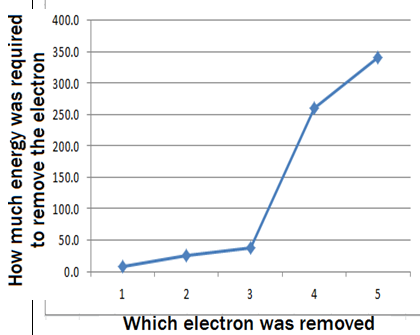 How much energy was required
to remove the electron
400.0
350.0
300.0
250.0
200.0
150.0
100.0
50.0
0.0
1 2 3 4 5
Which electron was removed